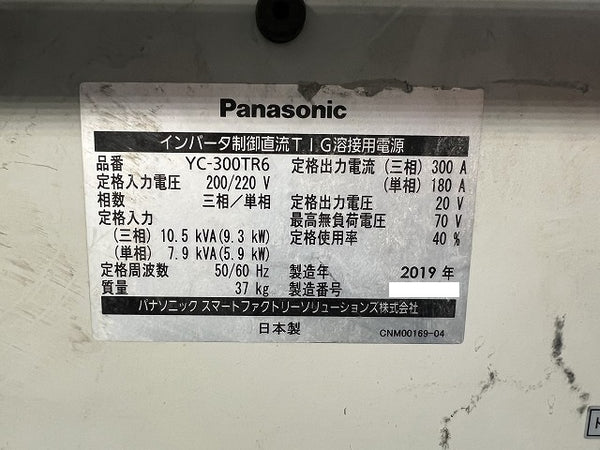 Panasonic
インバータ制御直流TIG溶接用電源
品番 YC-300TR6 定格出力電流 (三相) 300 A
定格入力電圧 200/220 V (単相) 180 A
相数 三相/単相 定格出力電圧 20 V
定格入力 最高無負荷電圧 70 V
(三相) 10.5 kVA(9.3 kW) 定格使用率 40 %
(単相) 7.9 kVA(5.9 kW)
定格周波数 50/60 Hz 製造年 2019 年
質量 37 kg 製造番号
パナソニック スマートファクトリーソリューションズ株式会社
日本製 CNM00169-04